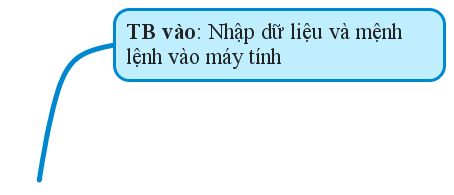 TB vào: Nhập dữ liệu và mệnh
lệnh vào máy tính